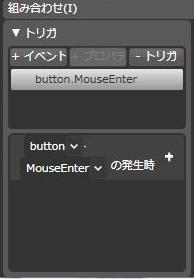 組み合わせ(I)
▼ トリガ
+ イベント + プロパテ - トリガ
button.MouseEnter
button .
MouseEnter の発生時 +